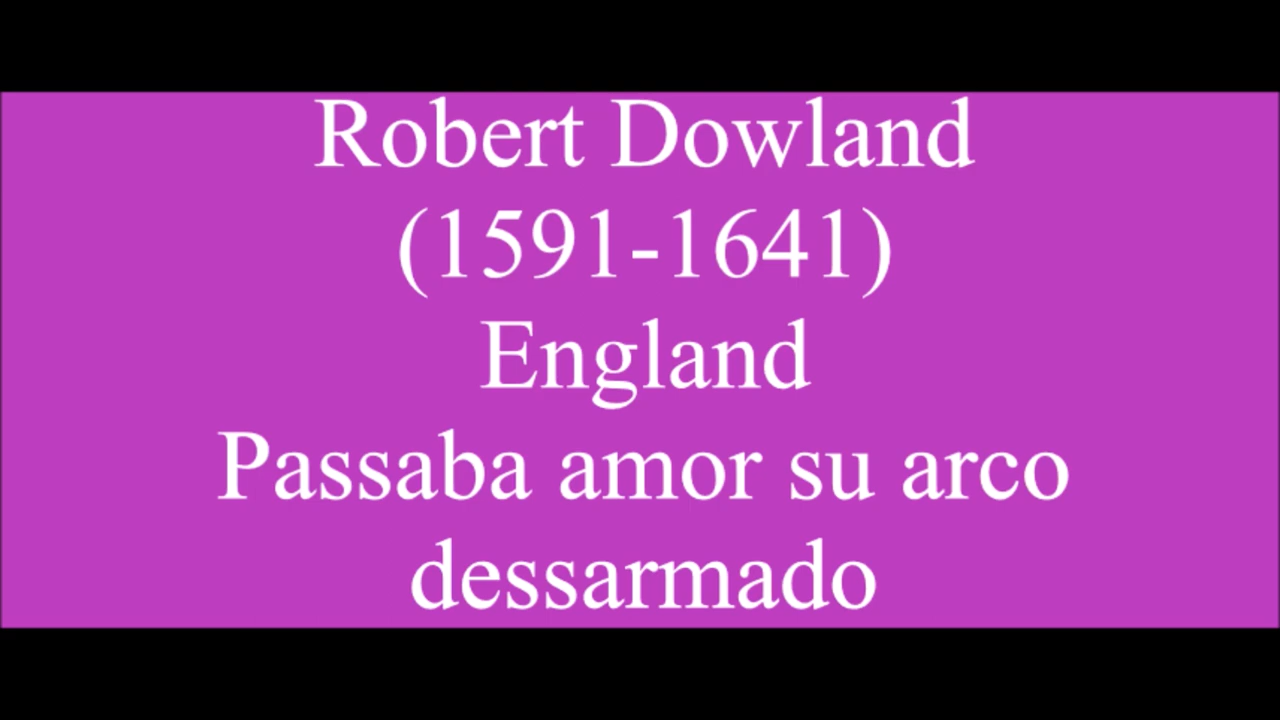 Robert Dowland
(1591-1641)
England
Passaba amor su arco
dessarmado